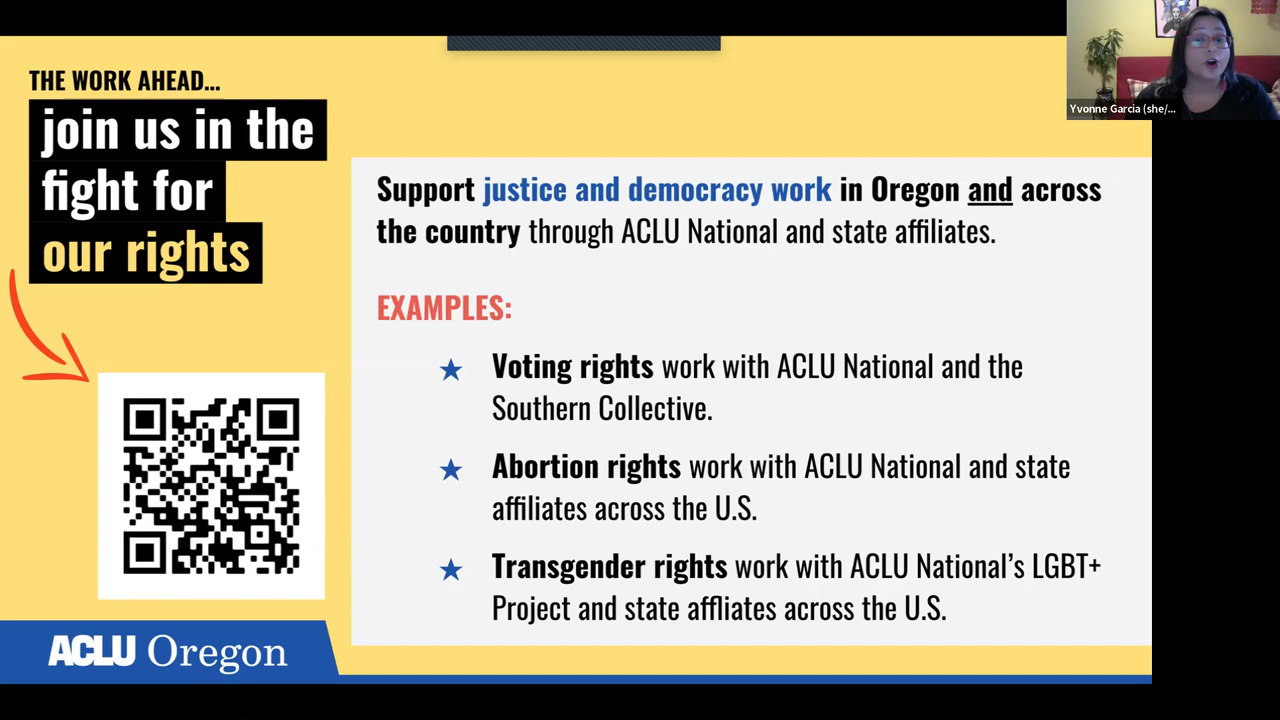 THE WORK AHEAD...
join us in the
fight for
our rights
Support justice and democracy work in Oregon and across
the country through ACLU National and state affiliates.
EXAMPLES:
★ Voting rights work with ACLU National and the
Southern Collective.
★ Abortion rights work with ACLU National and state
affiliates across the U.S.
★ Transgender rights work with ACLU National’s LGBT+
Project and state affliates across the U.S.
ACLU Oregon
Yvonne Garcia (she/...